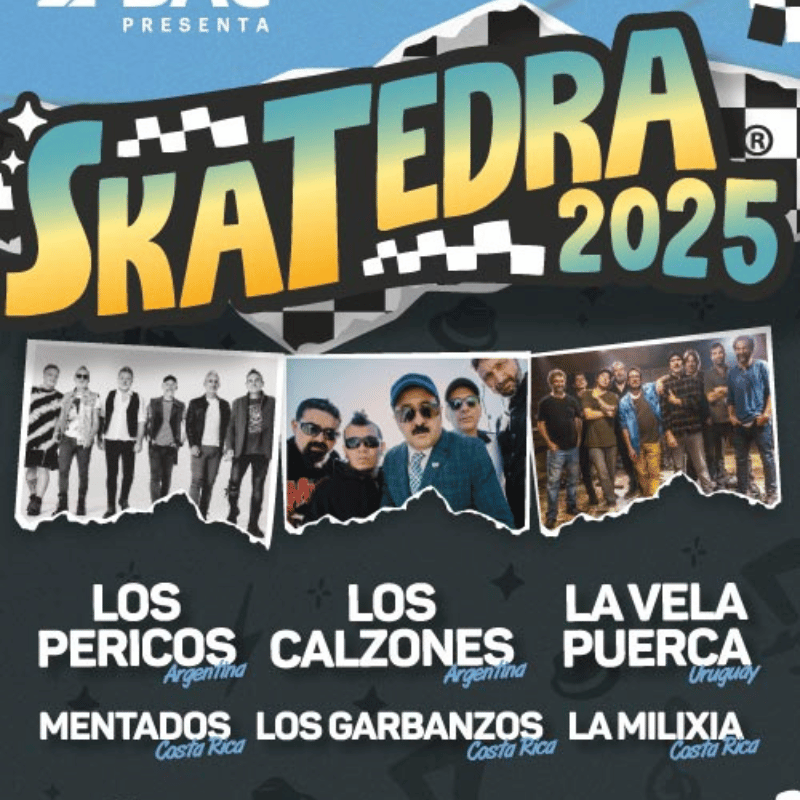 PRESENTA
SKATEDRA
®
2025
LOS
PERICOS
Argentina
LOS
CALZONES
Argentina
LA VELA
PUERCA
Uruguay
MENTADOS
Costa Rica
LOS GARBANZOS
Costa Rica
LA MILIXIA
Costa Rica